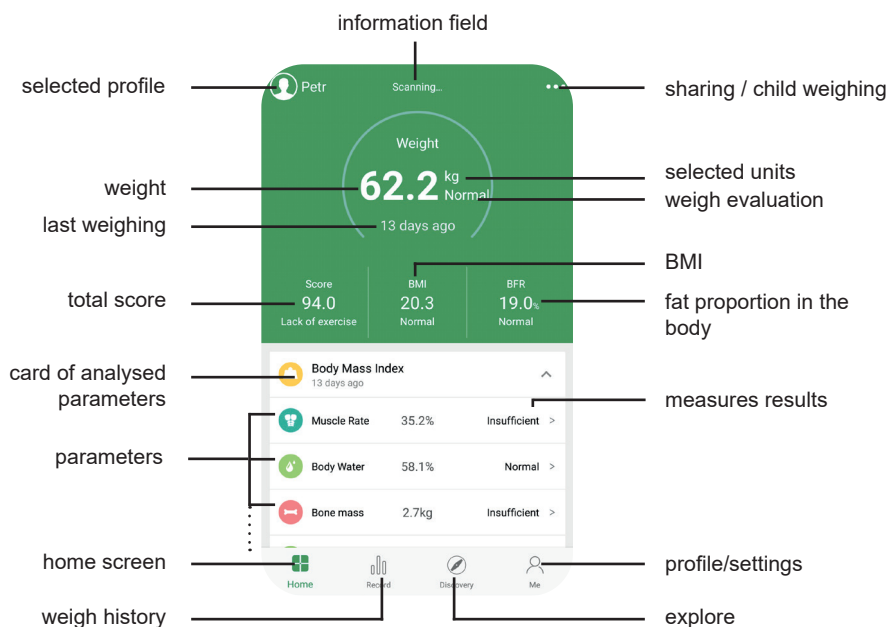 information field
selected profile
Petr
Scanning...
sharing / child weighing
Weight
weight
62.2 kg
Normal
selected units
weigh evaluation
last weighing
13 days ago
BMI
total score
Score
94.0
Lack of exercise
BMI
20.3
Normal
BFR
19.0%
Normal
fat proportion in the
body
card of analysed
parameters
Body Mass Index
13 days ago
measures results
Muscle Rate 35.2% Insufficient >
parameters
Body Water 58.1% Normal >
Bone mass 2.7kg Insufficient >
home screen
Home
Record
Discovery
Me
profile/settings
weigh history
explore